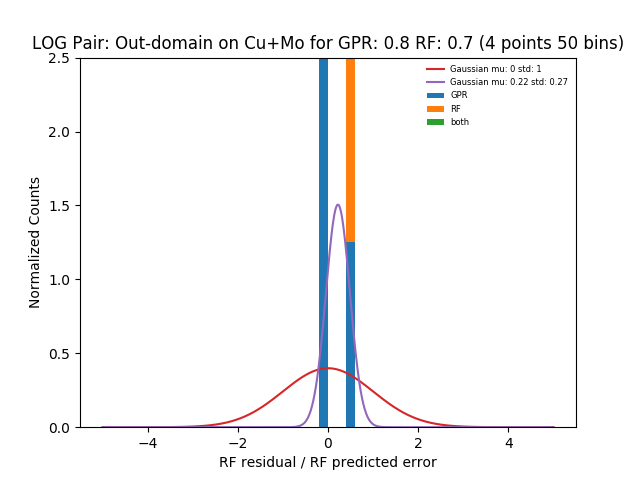 LOG Pair: Out-domain on Cu+Mo for GPR: 0.8 RF: 0.7 (4 points 50 bins)
Gaussian mu: 0 std: 1
Gaussian mu: 0.22 std: 0.27
GPR
RF
both
Normalized Counts
2.5
2.0
1.5
1.0
0.5
0.0
−4 −2 0 2 4
RF residual / RF predicted error